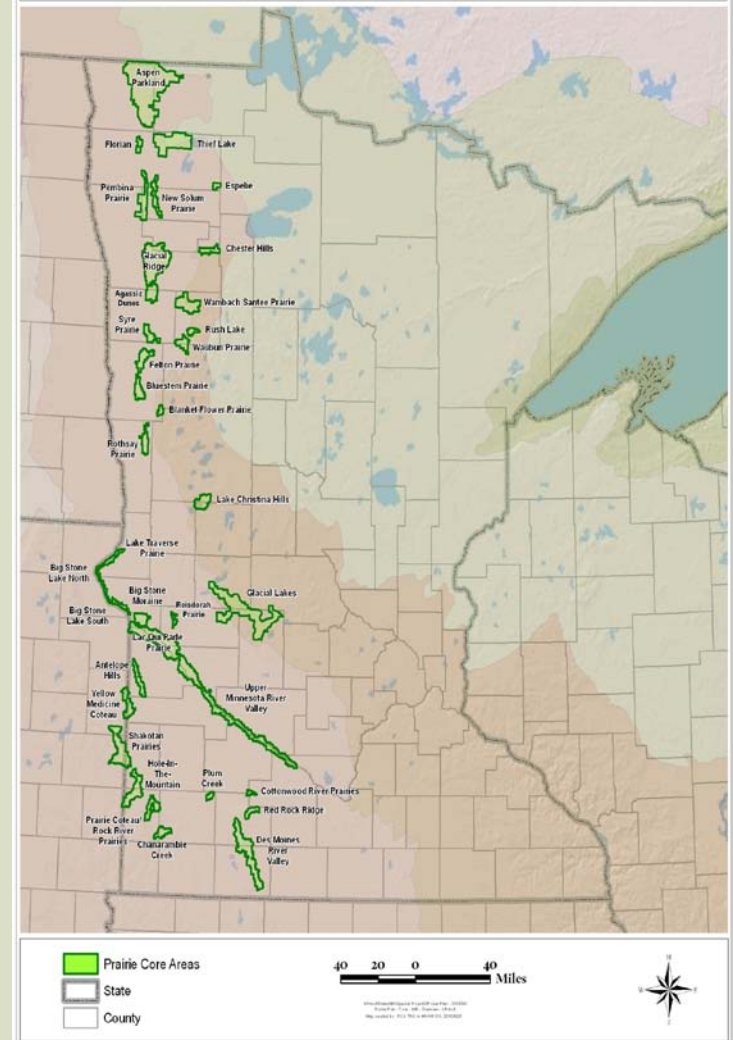 Aspen
Parkland
Florian
Thief Lake
Pembina
Prairie
Espelie
New Solum
Prairie
Chester Hills
Glacial
Ridge
Agassiz
Dunes
Wambach Santee Prairie
Syre
Prairie
Rush Lake
Waubun Prairie
Felton Prairie
Bluestem Prairie
Blanket Flower Prairie
Rothsay
Prairie
Lake Christina Hills
Lake Traverse
Prairie
Big Stone
Lake North
Big Stone
Moraine
Glacial Lakes
Prairie
Big Stone
Lake South
Lac Qui Parle
Prairie
Antelope
Hills
Upper
Minnesota River
Valley
Yellow
Medicine
Coteau
Shakotan
Prairies
Hole-In-
The-
Mountain
Plum
Creek
Cottonwood River Prairies
Red Rock Ridge
Prairie Coteau/
Rock River
Prairies
Chanarambie
Creek
Des Moines
River
Valley
Prairie Core Areas
State
County
40 20 0 40
Miles